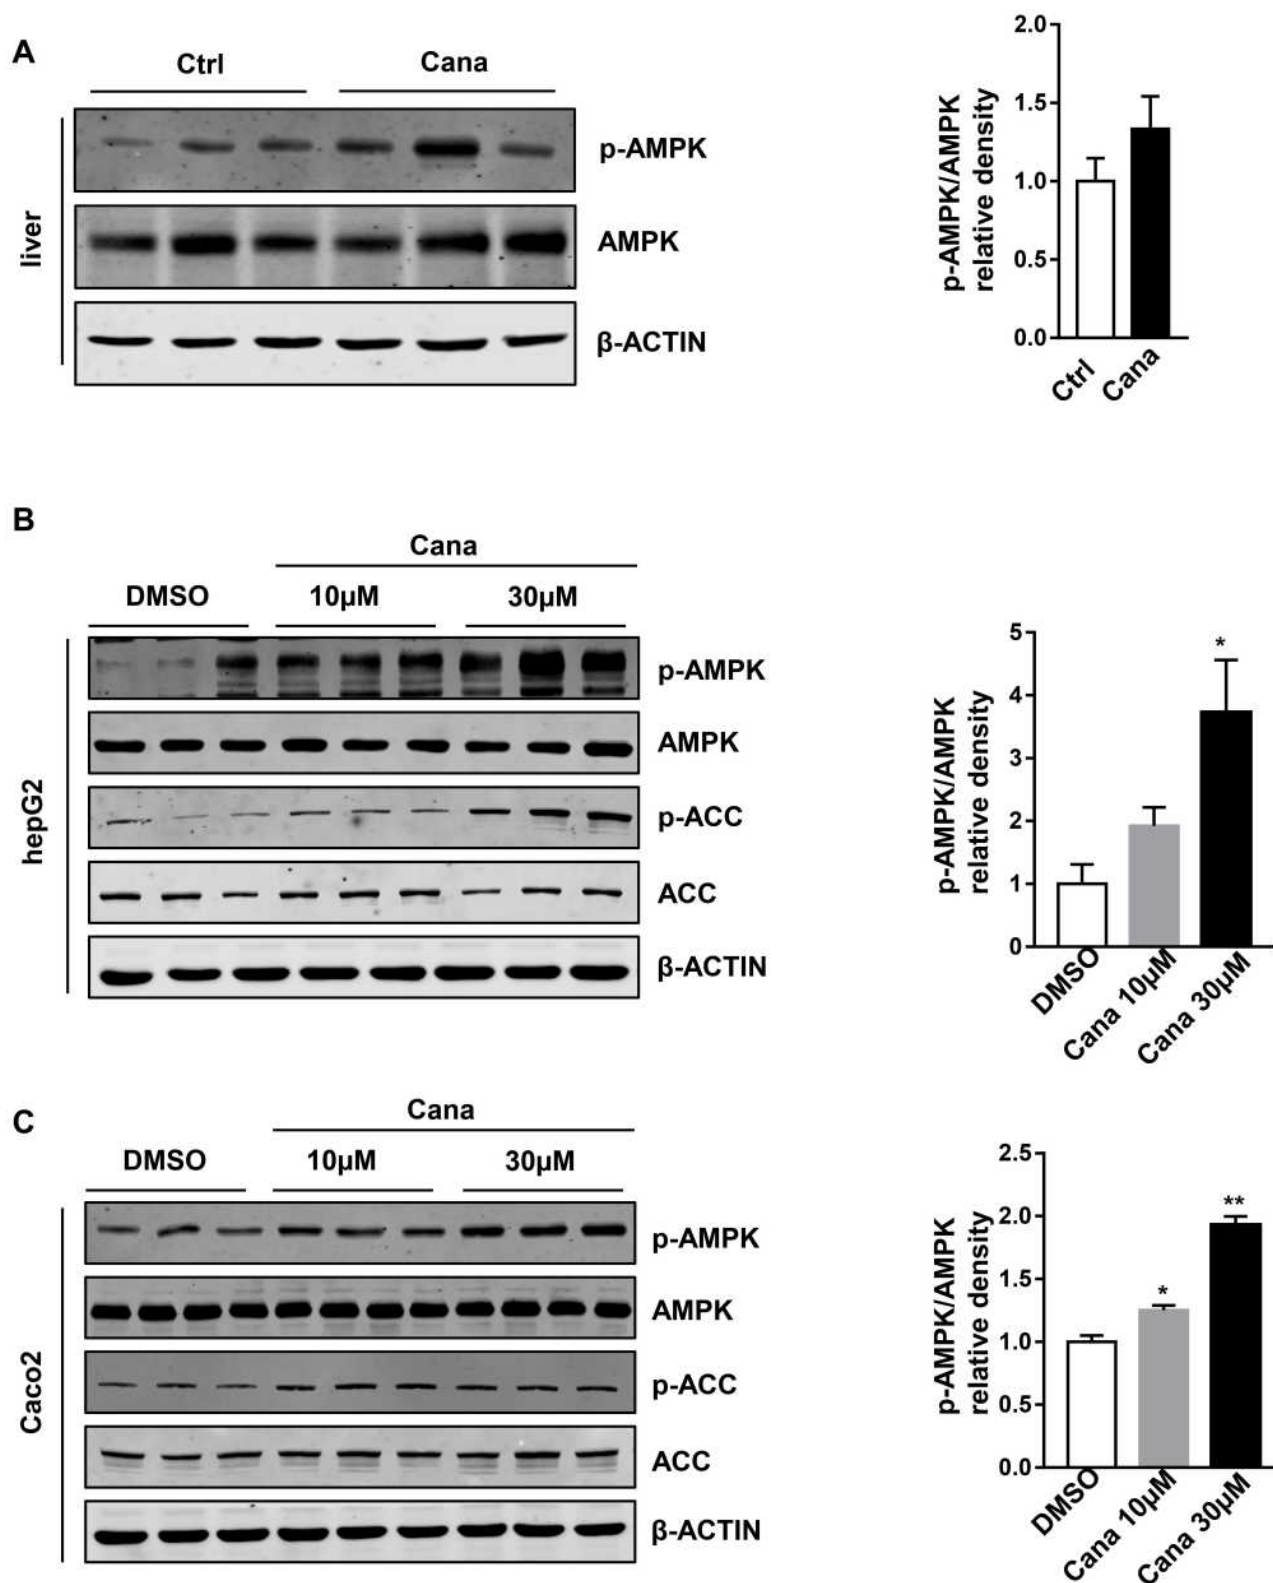 A
Ctrl
Cana
liver
p-AMPK
AMPK
β-ACTIN
p-AMPK/AMPK
relative density
2.0
1.5
1.0
0.5
0.0
Ctrl
Cana
B
Cana
DMSO
10μM
30μM
hepG2
p-AMPK
AMPK
p-ACC
ACC
β-ACTIN
p-AMPK/AMPK
relative density
5
4
3
2
1
0
*
DMSO
Cana 10μM
Cana 30μM
C
Cana
DMSO
10μM
30μM
Caco2
p-AMPK
AMPK
p-ACC
ACC
β-ACTIN
p-AMPK/AMPK
relative density
2.5
2.0
1.5
1.0
0.5
0.0
*
**
DMSO
Cana 10μM
Cana 30μM